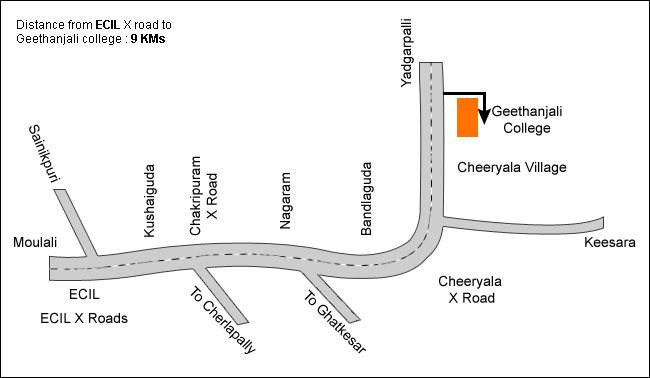 Distance from ECIL X road to
Geethanjali college : 9 KMs
Yadgarpalli
Geethanjali
College
Cheeryala Village
Sainikpuri
Kushaiguda
Chakripuram
X Road
Nagaram
Bandlaguda
Moulali
Keesara
ECIL
ECIL X Roads
To Cherlapally
To Ghatkesar
Cheeryala
X Road